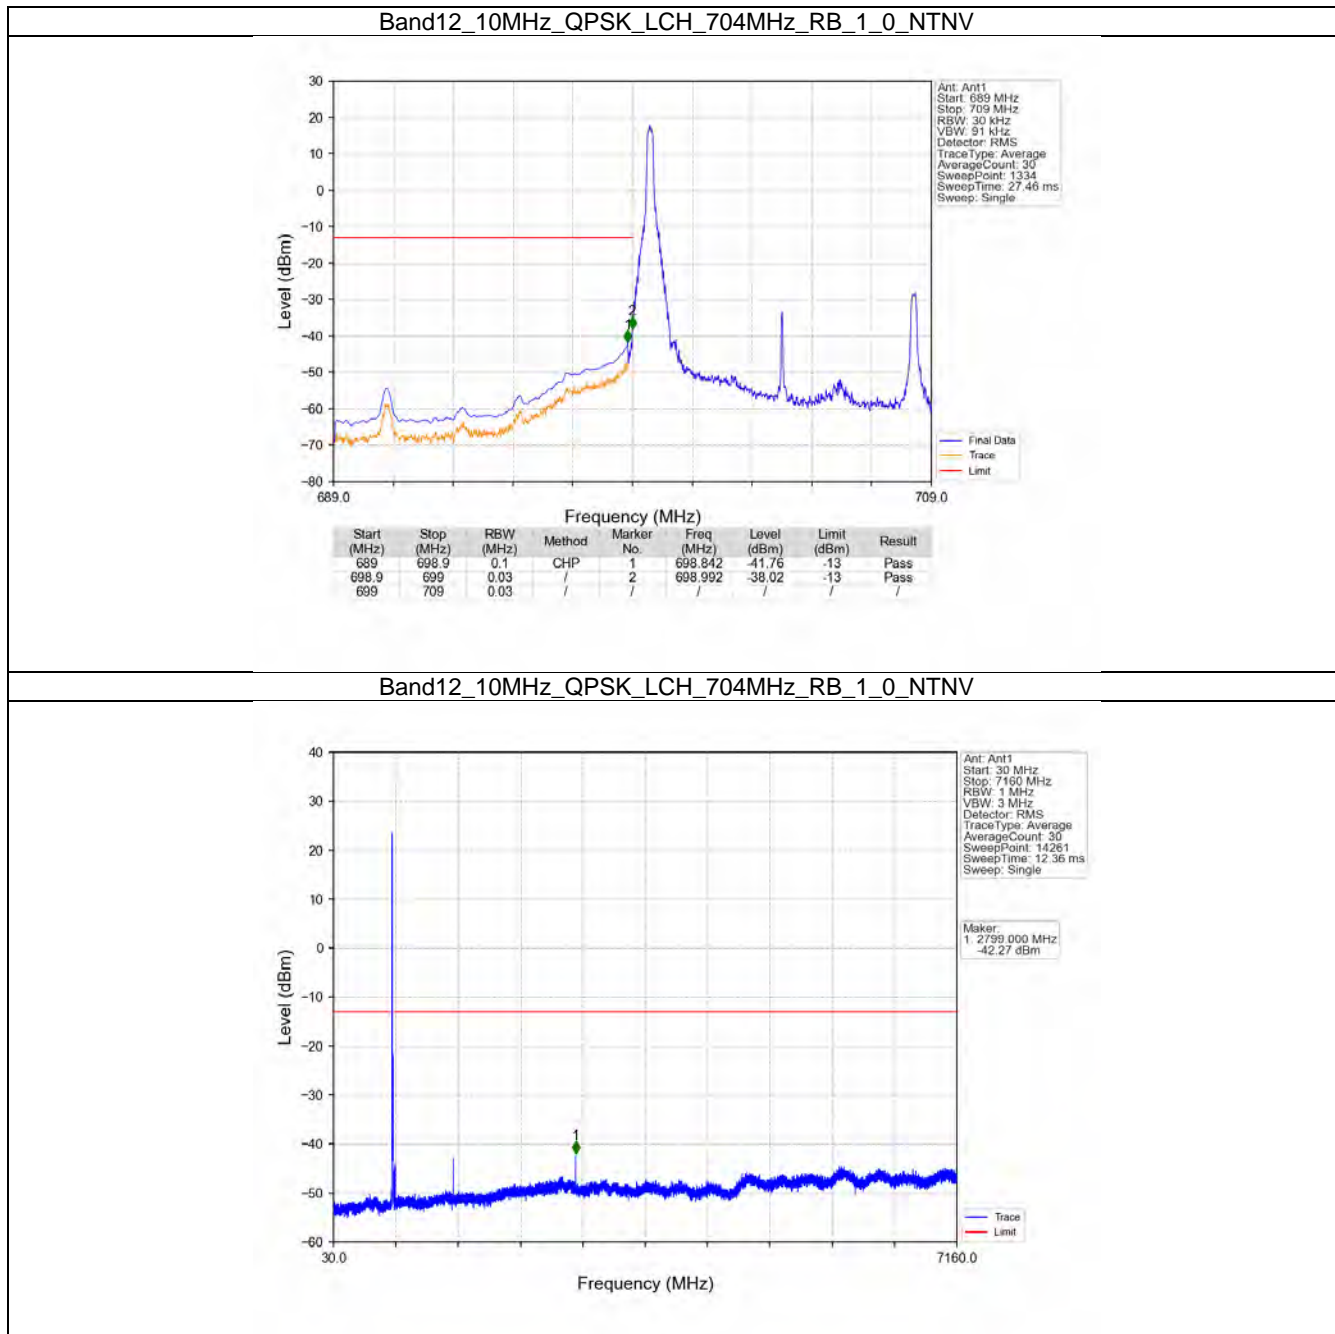 Band12_10MHz_QPSK_LCH_704MHz_RB_1_0_NTNV
30
20
10
0
−10
−20
−30
−40
−50
−60
−70
−80
Level (dBm)
2
1
689.0
709.0
Frequency (MHz)
Ant: Ant1
Start: 689 MHz
Stop: 709 MHz
RBW: 30 kHz
VBW: 91 kHz
Detector: RMS
TraceType: Average
AverageCount: 30
SweepPoint: 1334
SweepTime: 27.46 ms
Sweep: Single
Final Data
Trace
Limit
Start (MHz) Stop (MHz) RBW (MHz) Method Marker No. Freq (MHz) Level (dBm) Limit (dBm) Result
689 698.9 0.1 CHP 1 698.842 -41.76 -13 Pass
698.9 699 0.03 / 2 698.992 -38.02 -13 Pass
699 709 0.03 / / / / / /
Band12_10MHz_QPSK_LCH_704MHz_RB_1_0_NTNV
40
30
20
10
0
−10
−20
−30
−40
−50
−60
Level (dBm)
1
30.0
7160.0
Frequency (MHz)
Ant: Ant1
Start: 30 MHz
Stop: 7160 MHz
RBW: 1 MHz
VBW: 3 MHz
Detector: RMS
TraceType: Average
AverageCount: 30
SweepPoint: 14261
SweepTime: 12.36 ms
Sweep: Single
Maker:
1. 2799.000 MHz
-42.27 dBm
Trace
Limit